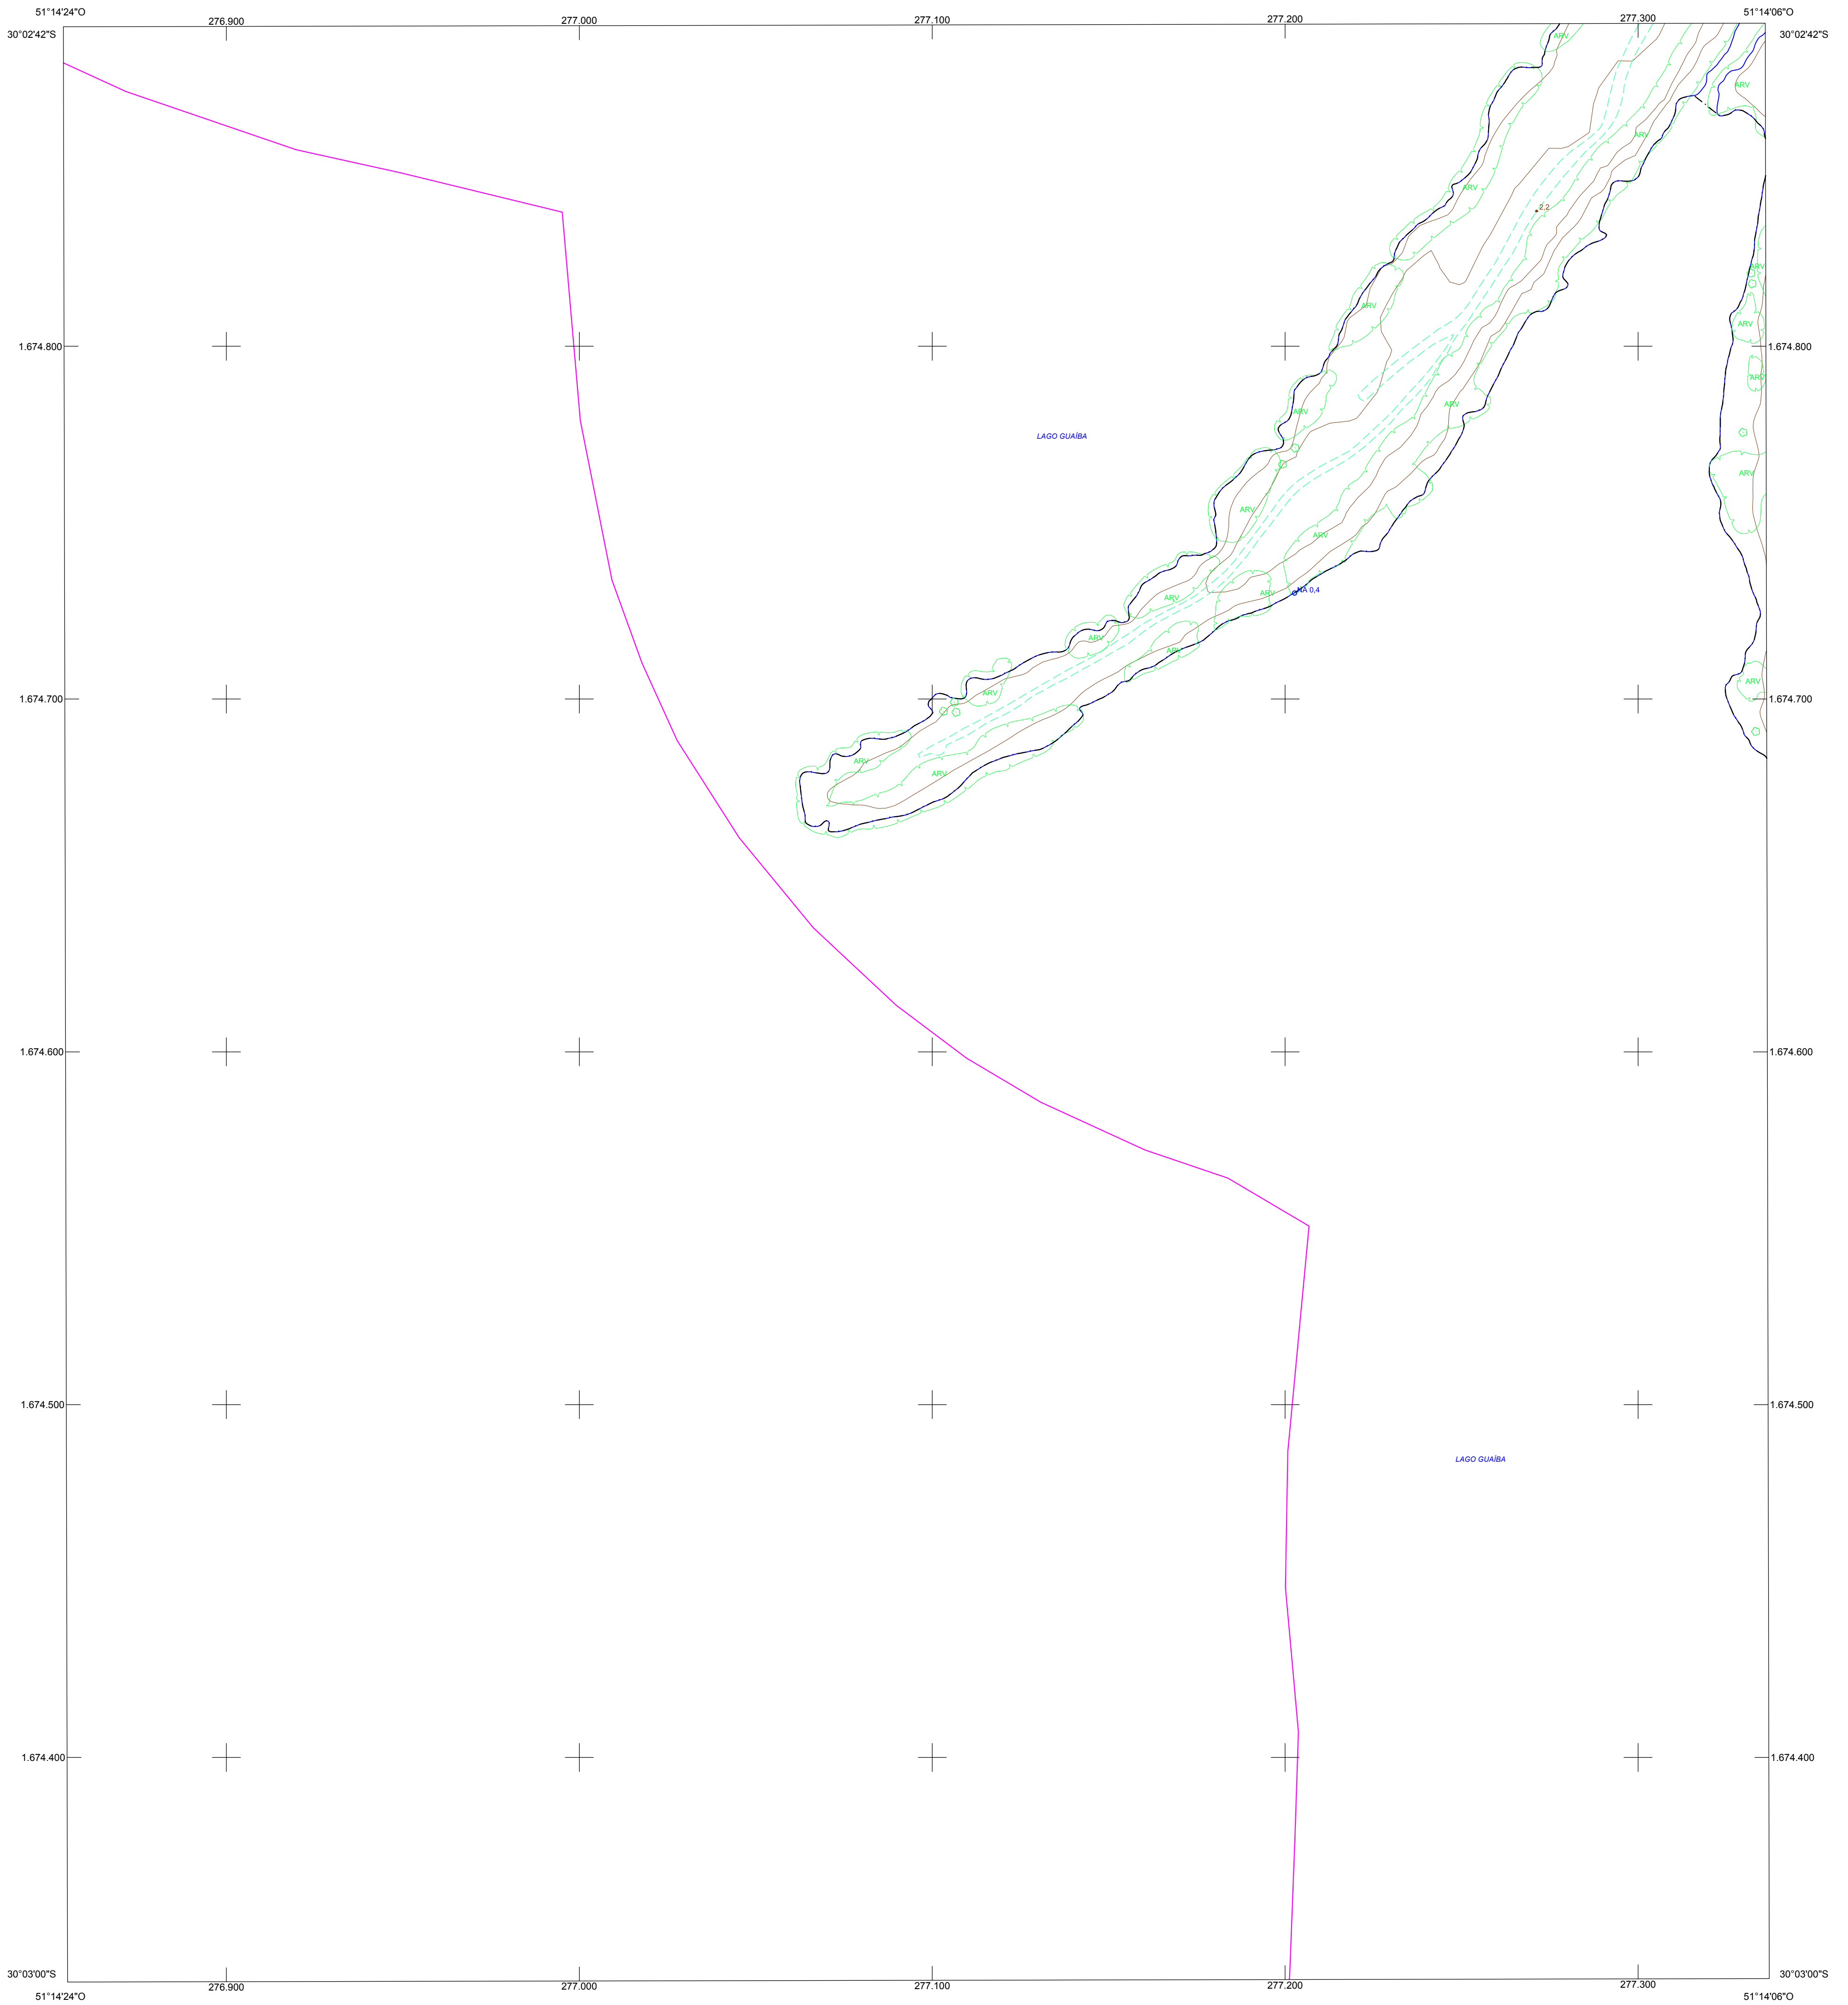 51°14'24"O
276.900
277.000
277.100
277.200
277.300
51°14'06"O
30°02'42"S
30°02'42"S
ARV
ARV
ARV
ARV
2,2
ARV
ARV
ARV
1.674.800
1.674.800
ARV
ARV
ARV
LAGO GUAÍBA
ARV
ARV
ARV
NA 0,4
ARV
ARV
ARV
ARV
ARV
ARV
1.674.700
1.674.700
ARV
ARV
1.674.600
1.674.600
1.674.500
1.674.500
LAGO GUAÍBA
1.674.400
1.674.400
30°03'00"S
30°03'00"S
276.900
277.000
277.100
277.200
277.300
51°14'24"O
51°14'06"O